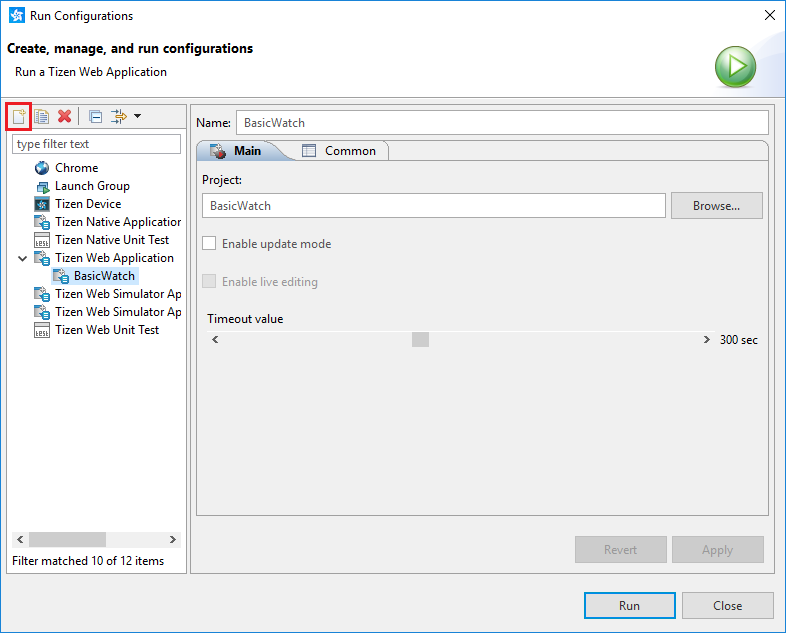 Run Configurations
Create, manage, and run configurations
Run a Tizen Web Application
type filter text
Chrome
Launch Group
Tizen Device
Tizen Native Application
test
Tizen Native Unit Test
Tizen Web Application
BasicWatch
Tizen Web Simulator Ap
Tizen Web Simulator Ap
test
Tizen Web Unit Test
Filter matched 10 of 12 items
Name: BasicWatch
Main Common
Project:
BasicWatch Browse...
Enable update mode
Enable live editing
Timeout value
300 sec
Revert Apply
Run Close